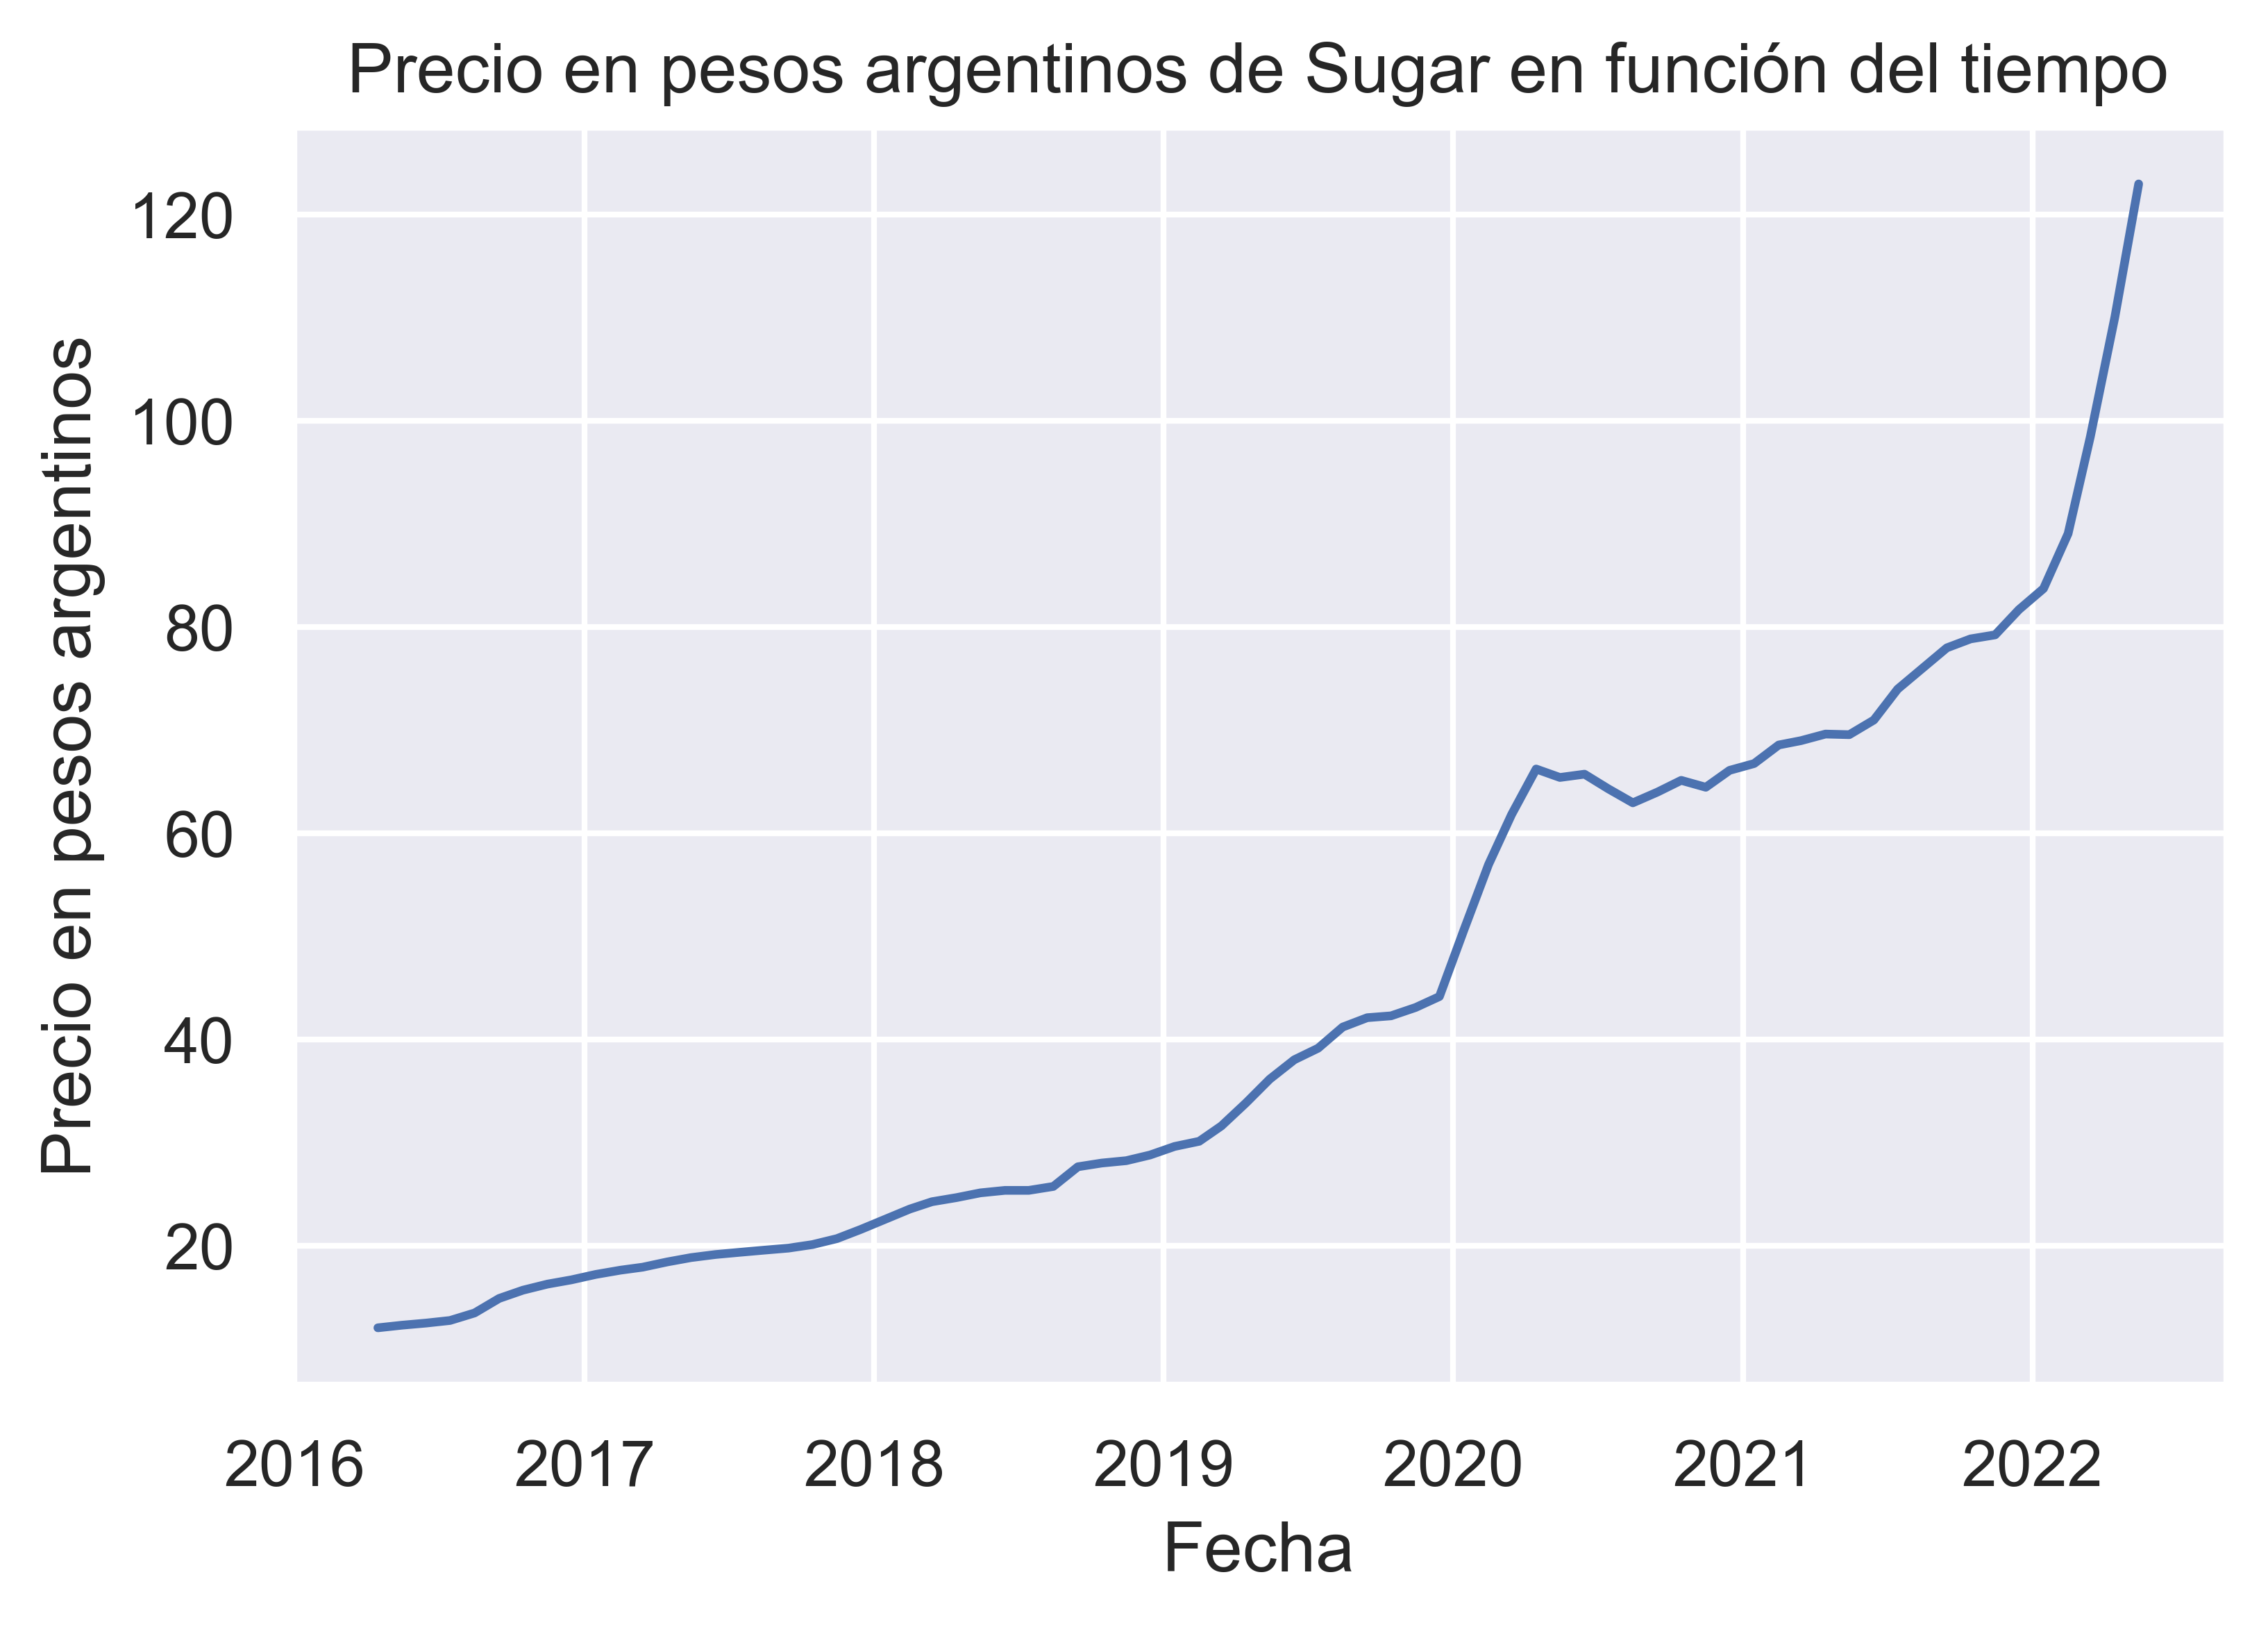 Precio en pesos argentinos de Sugar en función del tiempo
Precio en pesos argentinos
120
100
80
60
40
20
2016 2017 2018 2019 2020 2021 2022
Fecha